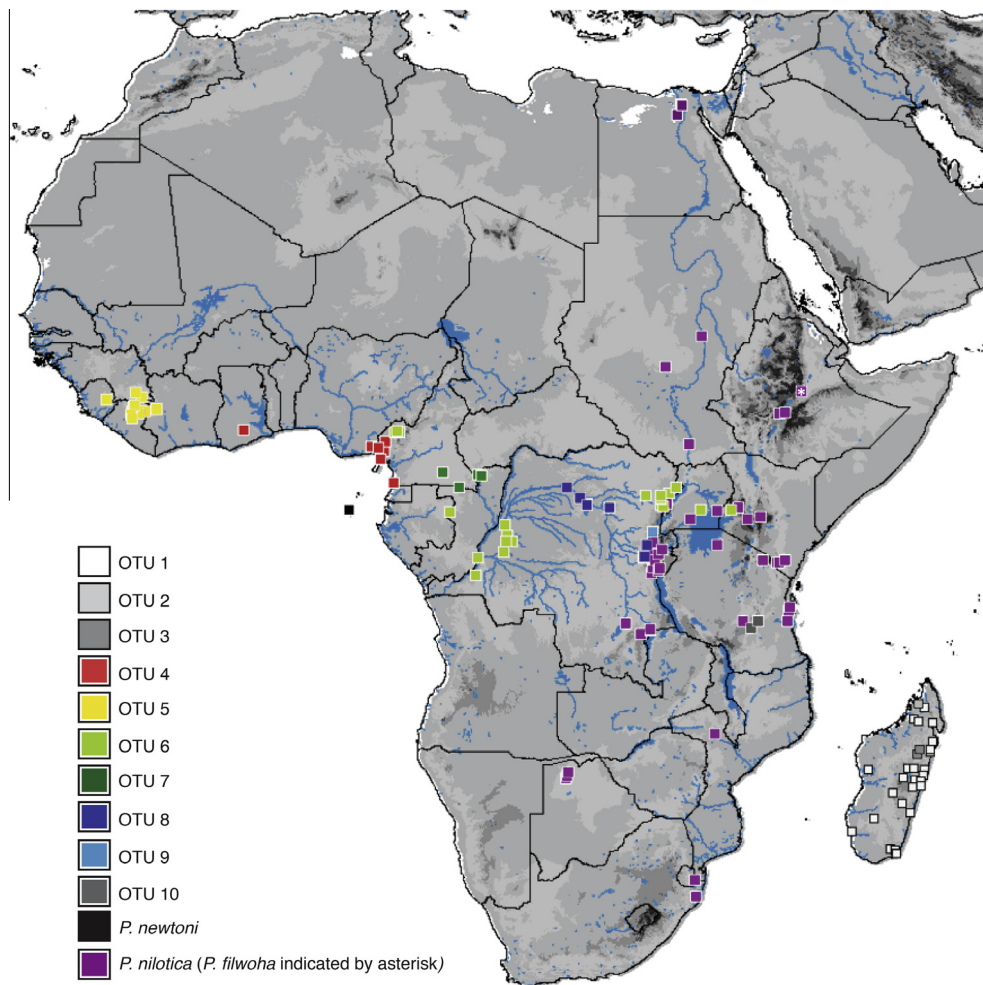 *
OTU 1
OTU 2
OTU 3
OTU 4
OTU 5
OTU 6
OTU 7
OTU 8
OTU 9
OTU 10
P. newtoni
P. nilotica (P. filwoha indicated by asterisk)